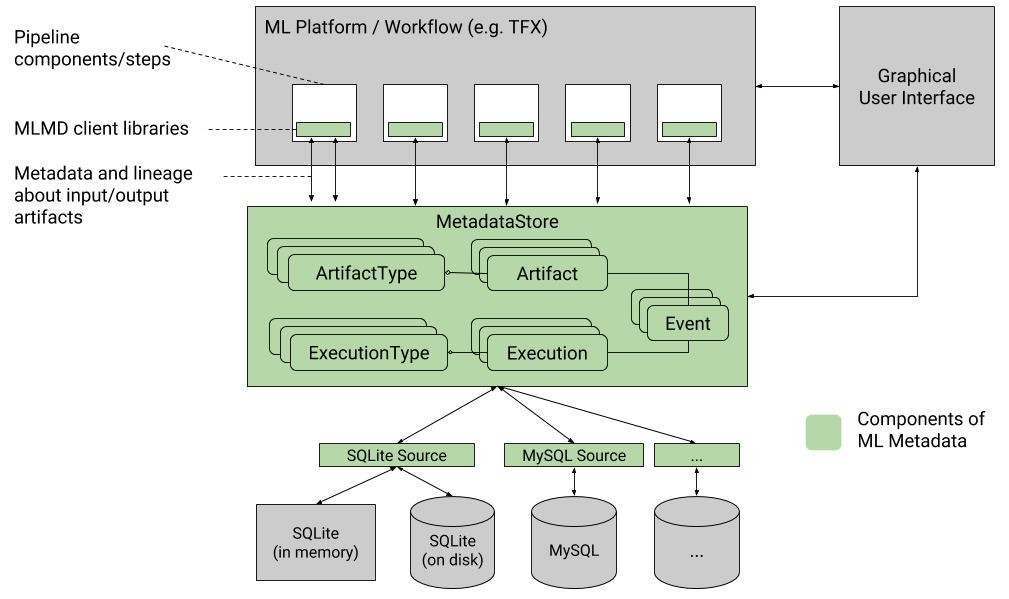 ML Platform / Workflow (e.g. TFX)
Pipeline
components/steps
Graphical
User Interface
MLMD client libraries
Metadata and lineage
about input/output
artifacts
MetadataStore
ArtifactType
Artifact
Event
ExecutionType
Execution
Components of
ML Metadata
SQLite Source
MySQL Source
...
SQLite
(in memory)
SQLite
(on disk)
MySQL
...